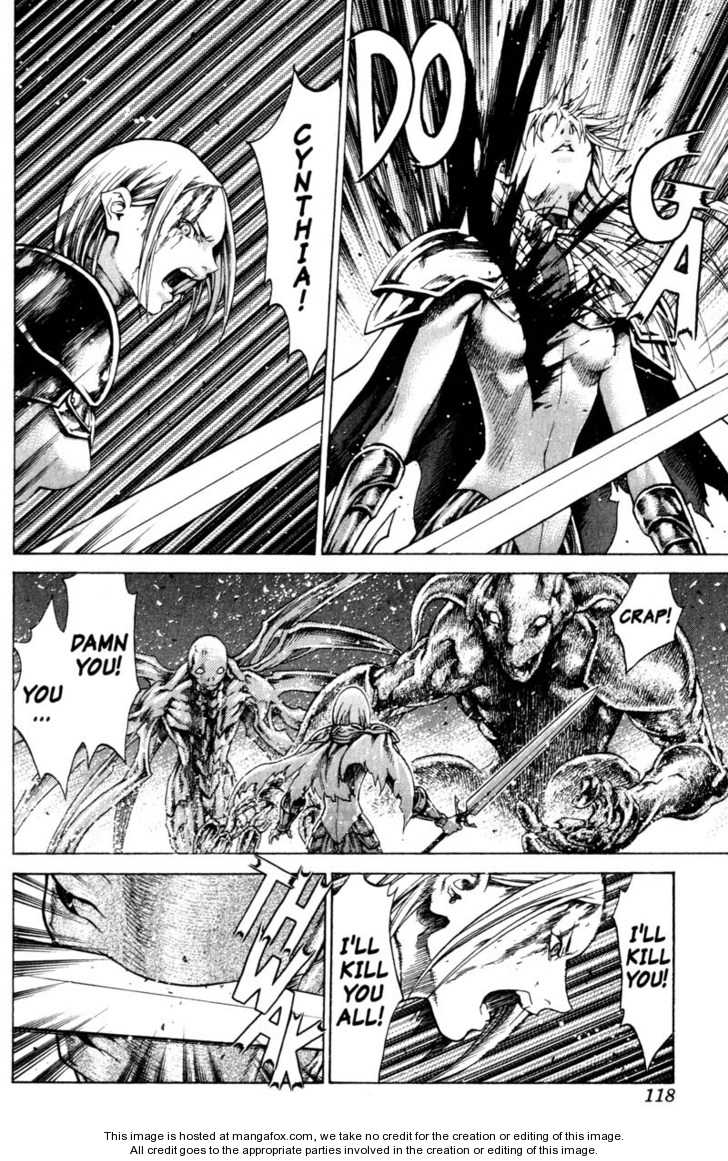 DO
GA
CYNTHIA!
CRAP!
DAMN
YOU!
YOU
...
I'LL
KILL
YOU!
I'LL
KILL
YOU
ALL!
THWAK
118
This image is hosted at mangafox.com, we take no credit for the creation or editing of this image.
All credit goes to the appropriate parties involved in the creation or editing of this image.